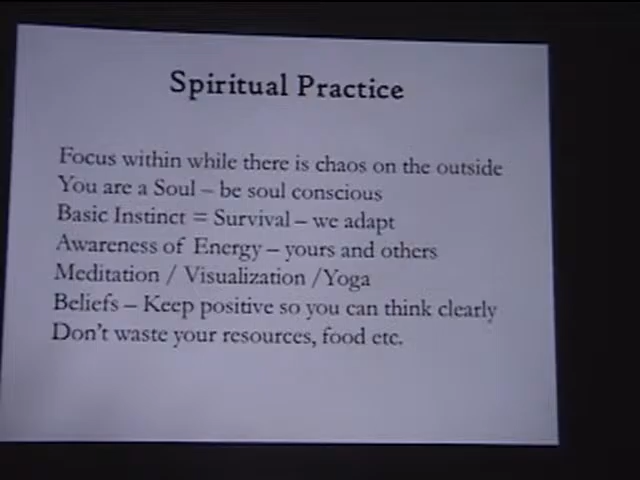 Spiritual Practice
Focus within while there is chaos on the outside
You are a Soul – be soul conscious
Basic Instinct = Survival – we adapt
Awareness of Energy – yours and others
Meditation / Visualization /Yoga
Beliefs – Keep positive so you can think clearly
Don't waste your resources, food etc.